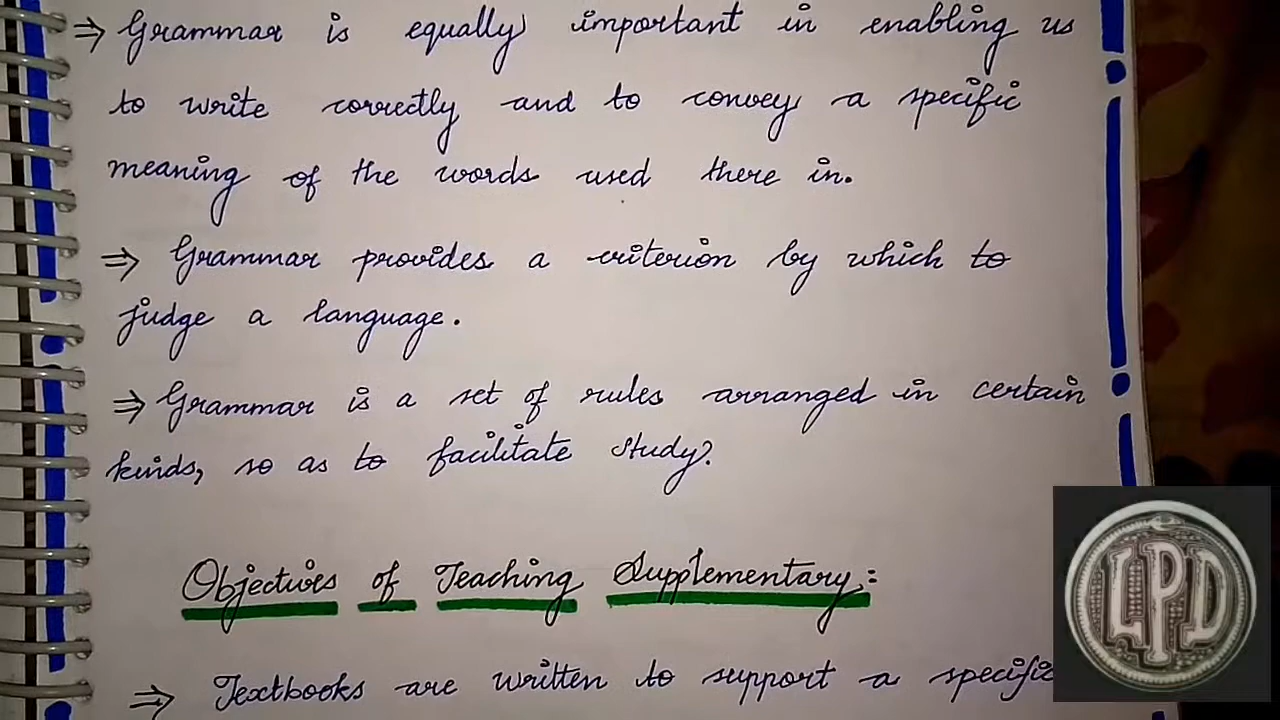 ⇒ Grammar is equally important in enabling us
to write correctly and to convey a specific
meaning of the words used there in.
⇒ Grammar provides a criterion by which to
judge a language.
⇒ Grammar is a set of rules arranged in certain
kinds, so as to facilitate study?
Objectives of Teaching Supplementary:
⇒ Textbooks are written to support a specific
LPD